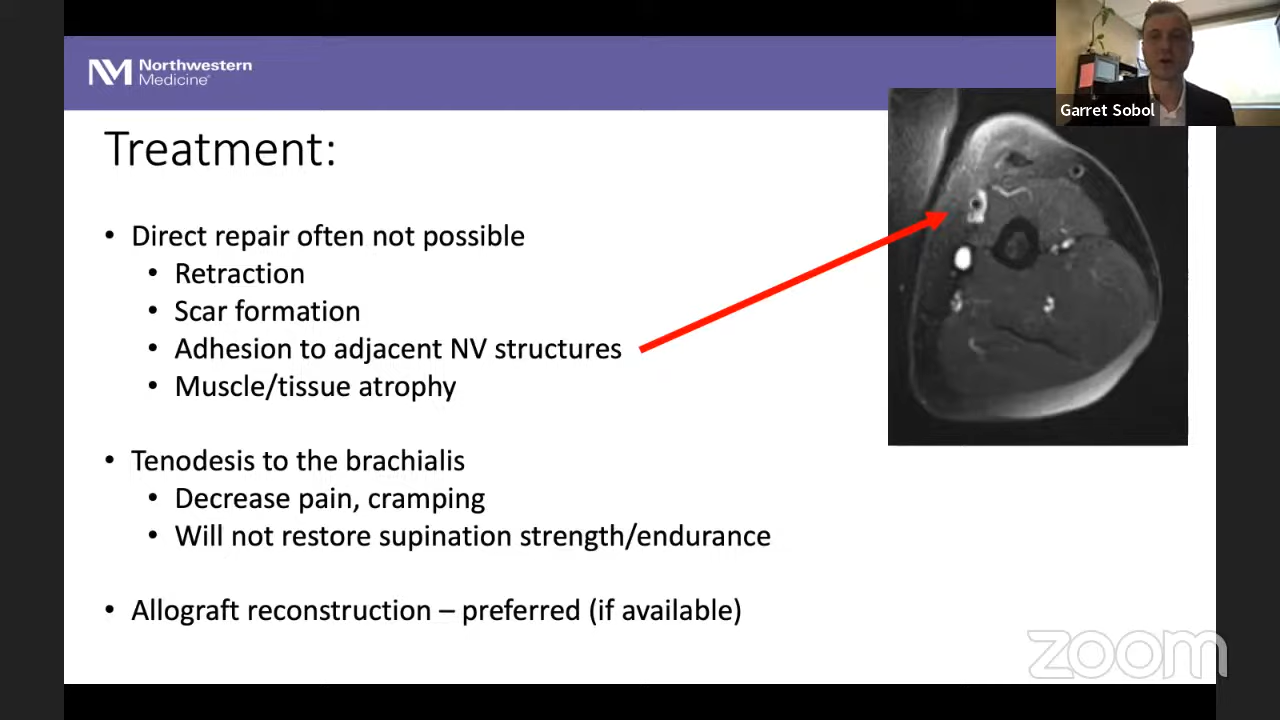 Northwestern
Medicine®
Garret Sobol
Treatment:
• Direct repair often not possible
• Retraction
• Scar formation
• Adhesion to adjacent NV structures
• Muscle/tissue atrophy
• Tenodesis to the brachialis
• Decrease pain, cramping
• Will not restore supination strength/endurance
• Allograft reconstruction – preferred (if available)
zoom